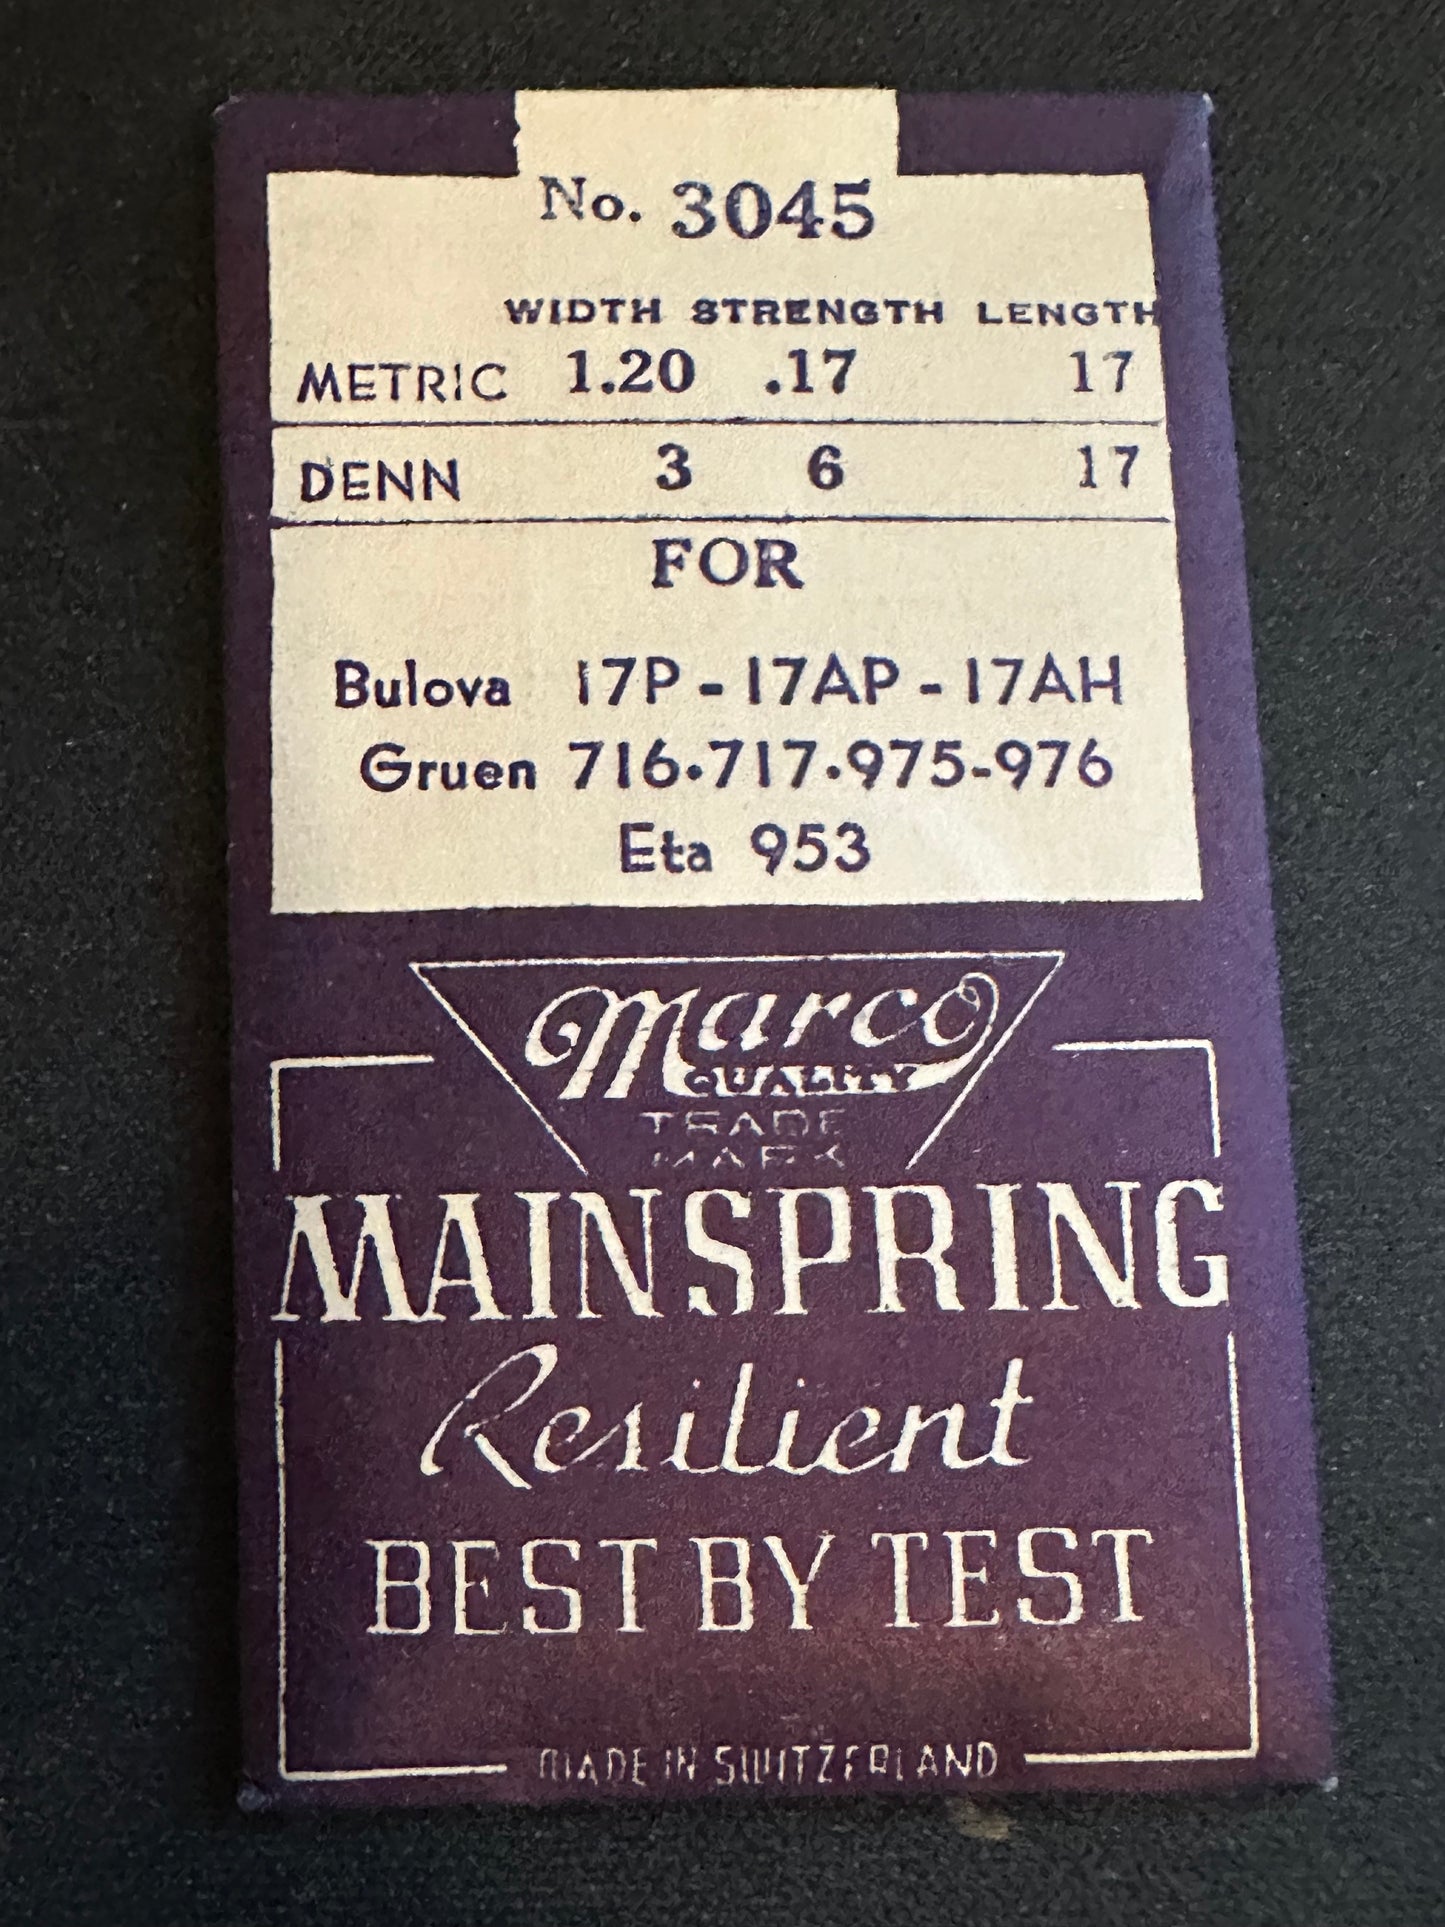 No. 3045
WIDTH STRENGTH LENGTH
METRIC 1.20 .17 17
DENN 3 6 17
FOR
Bulova 17P - 17AP - 17AH
Gruen 716·717·975-976
Eta 953
Marco
QUALITY
TRADE
MARK
MAINSPRING
Resilient
BEST BY TEST
MADE IN SWITZERLAND